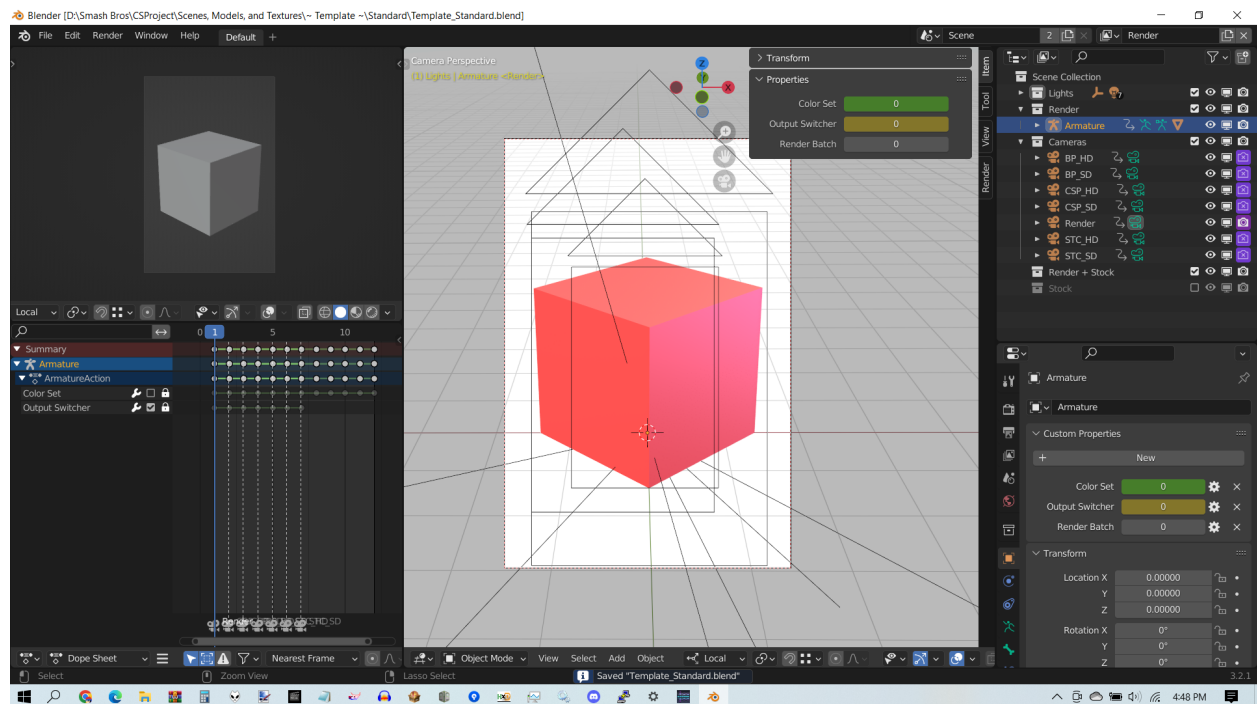 Blender [D:\Smash Bros\CSProject\Scenes, Models, and Textures\~ Template ~\Standard\Template_Standard.blend]
File Edit Render Window Help Default +
Scene 2 Render
Camera Perspective
(1) Lights | Armature <Render>
Transform
Properties
Color Set 0
Output Switcher 0
Render Batch 0
Item
Tool
View
Render
Z
Y
X
Scene Collection
Lights
Render
Armature
Cameras
BP_HD
BP_SD
CSP_HD
CSP_SD
Render
STC_HD
STC_SD
Render + Stock
Stock
Local
0 1 5 10
Summary
Armature
ArmatureAction
Color Set
Output Switcher
Armature
Armature
Custom Properties
+ New
Color Set 0
Output Switcher 0
Render Batch 0
Transform
Location X 0.00000
Y 0.00000
Z 0.00000
Rotation X 0°
Y 0°
Z 0°
Dope Sheet
Nearest Frame
Object Mode View Select Add Object Local
Select
Zoom View
Lasso Select
Saved "Template_Standard.blend"
3.2.1
4:48 PM